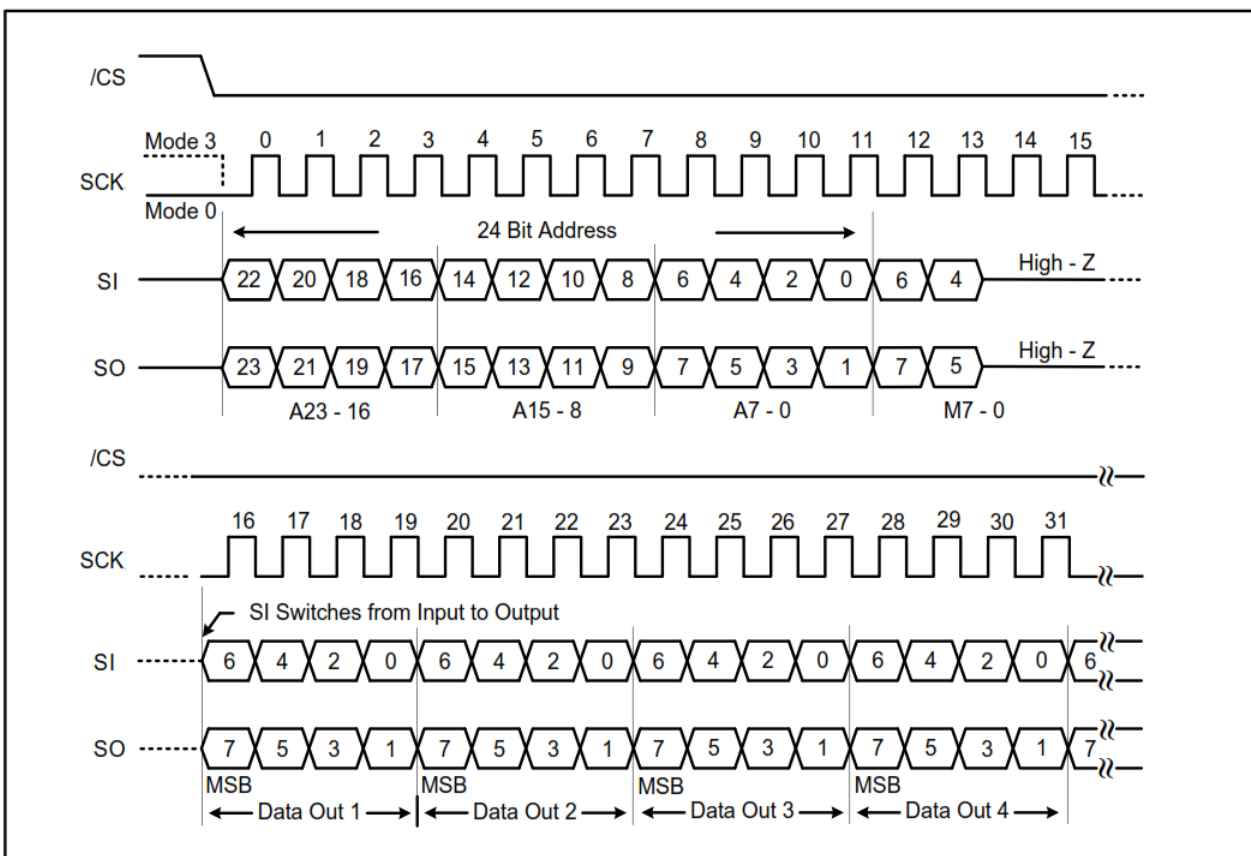 /CS
Mode 3 0 1 2 3 4 5 6 7 8 9 10 11 12 13 14 15
SCK
Mode 0
24 Bit Address
SI 22 20 18 16 14 12 10 8 6 4 2 0 6 4 High - Z
SO 23 21 19 17 15 13 11 9 7 5 3 1 7 5 High - Z
A23 - 16 A15 - 8 A7 - 0 M7 - 0
/CS
16 17 18 19 20 21 22 23 24 25 26 27 28 29 30 31
SCK
SI Switches from Input to Output
SI 6 4 2 0 6 4 2 0 6 4 2 0 6 4 2 0 6
SO 7 5 3 1 7 5 3 1 7 5 3 1 7 5 3 1 7
MSB MSB MSB MSB
Data Out 1 Data Out 2 Data Out 3 Data Out 4